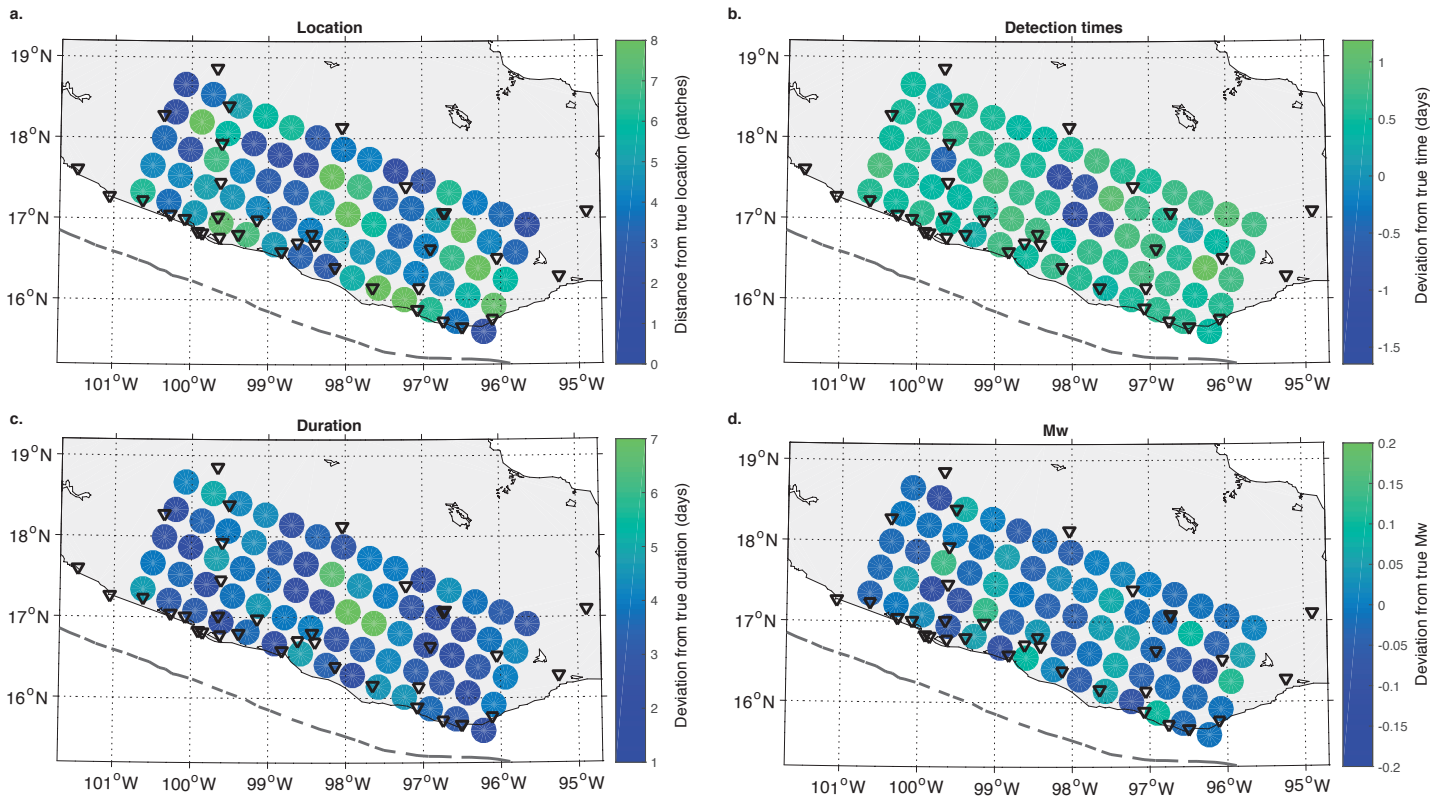 a.
Location
19°N
18°N
17°N
16°N
101°W 100°W 99°W 98°W 97°W 96°W 95°W
8
7
6
5
4
3
2
1
0
Distance from true location (patches)
b.
Detection times
19°N
18°N
17°N
16°N
101°W 100°W 99°W 98°W 97°W 96°W 95°W
1
0.5
0
-0.5
-1
-1.5
Deviation from true time (days)
c.
Duration
19°N
18°N
17°N
16°N
101°W 100°W 99°W 98°W 97°W 96°W 95°W
7
6
5
4
3
2
1
Deviation from true duration (days)
d.
Mw
19°N
18°N
17°N
16°N
101°W 100°W 99°W 98°W 97°W 96°W 95°W
0.2
0.15
0.1
0.05
0
-0.05
-0.1
-0.15
-0.2
Deviation from true Mw